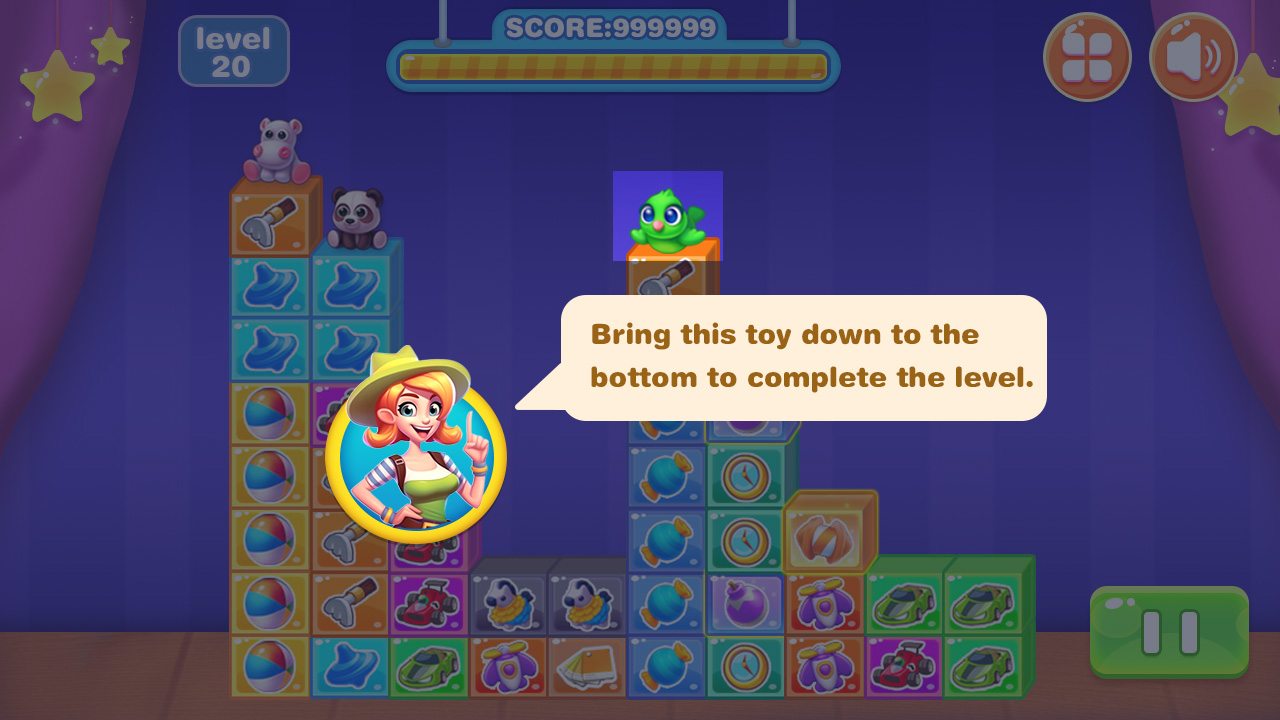 level
20
SCORE:999999
Bring this toy down to the
bottom to complete the level.